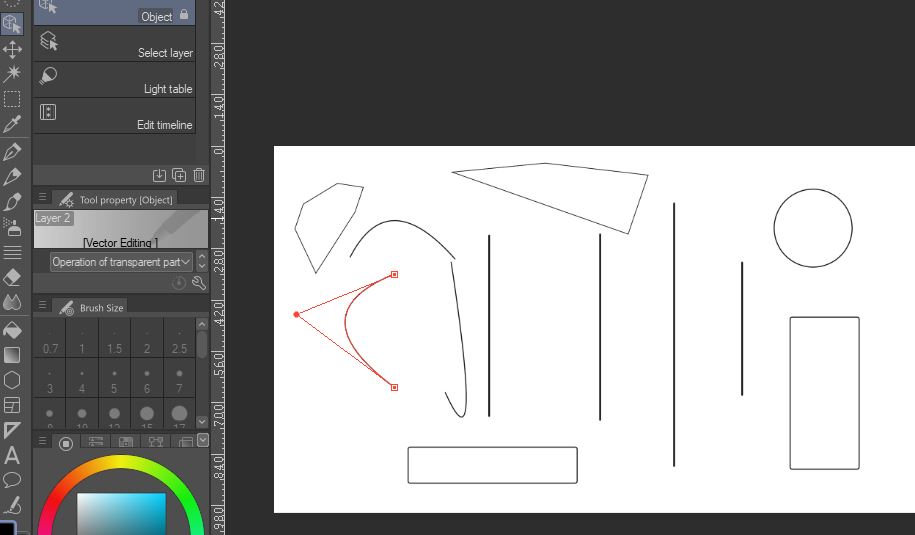 Object
Select layer
Light table
Edit timeline
Tool property [Object]
Layer 2
[Vector Editing ]
Operation of transparent part
Brush Size
0.7 1 1.5 2 2.5
3 4 5 6 7
8 10 12 15 17
280
140
0
140
280
420
560
700
840
980
A